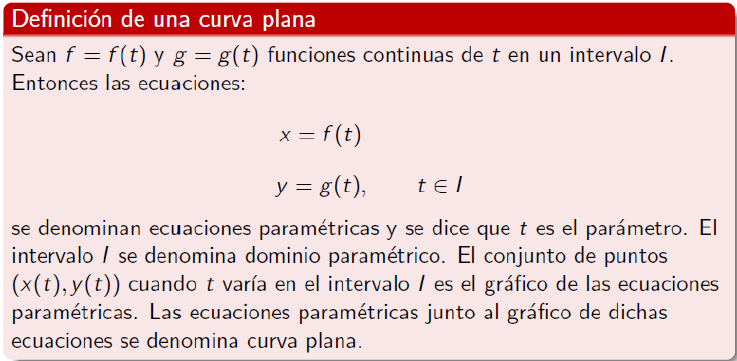 Definición de una curva plana
Sean f = f(t) y g = g(t) funciones continuas de t en un intervalo I.
Entonces las ecuaciones:
x = f(t)
y = g(t), t ∈ I
se denominan ecuaciones paramétricas y se dice que t es el parámetro. El
intervalo I se denomina dominio paramétrico. El conjunto de puntos
(x(t), y(t)) cuando t varía en el intervalo I es el gráfico de las ecuaciones
paramétricas. Las ecuaciones paramétricas junto al gráfico de dichas
ecuaciones se denomina curva plana.